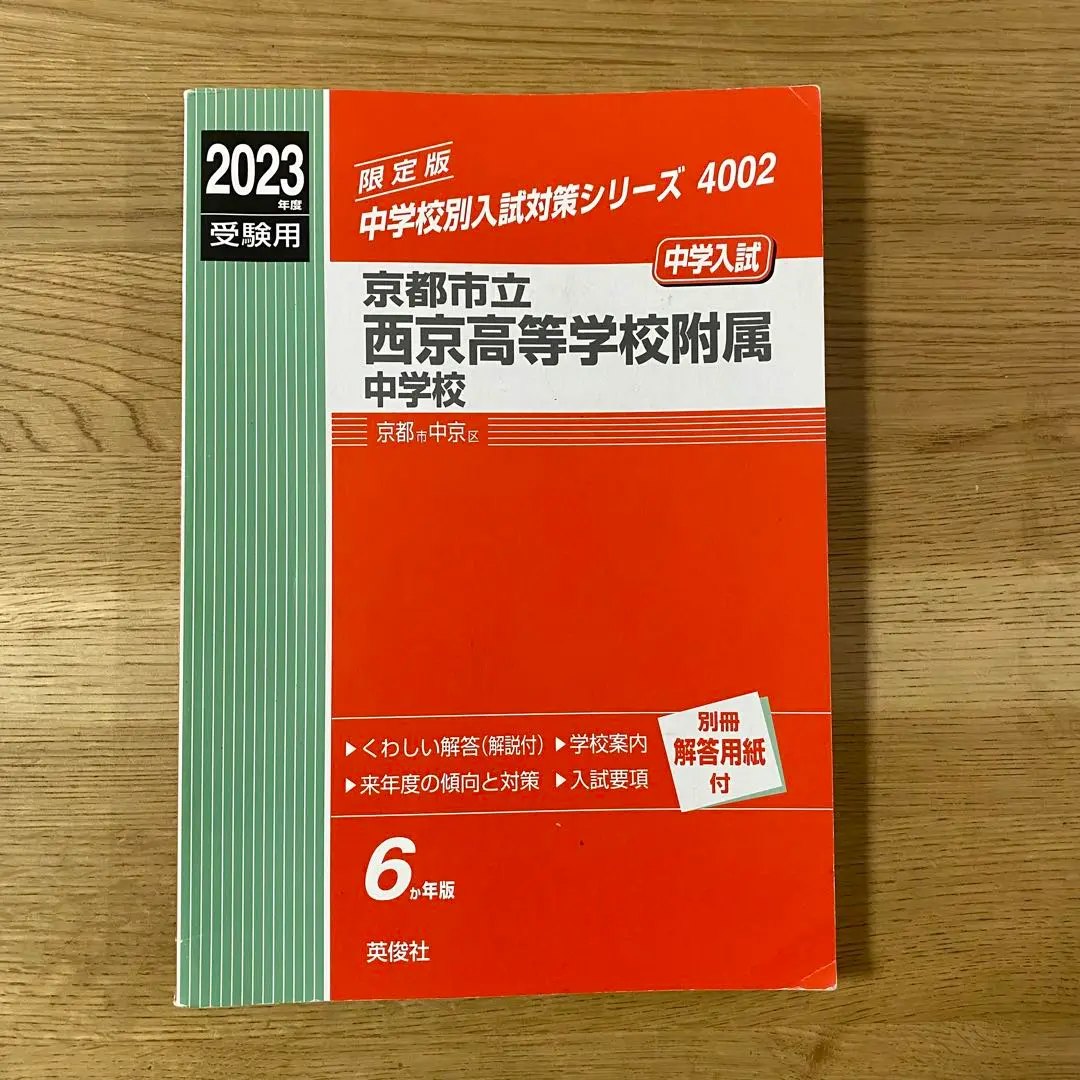 2023
年度
受験用
限定版
中学校別入試対策シリーズ 4002
中学入試
京都市立
西京高等学校附属
中学校
京都市中京区
▶くわしい解答(解説付) ▶学校案内
▶来年度の傾向と対策 ▶入試要項
別冊
解答用紙
付
6か年版
英俊社